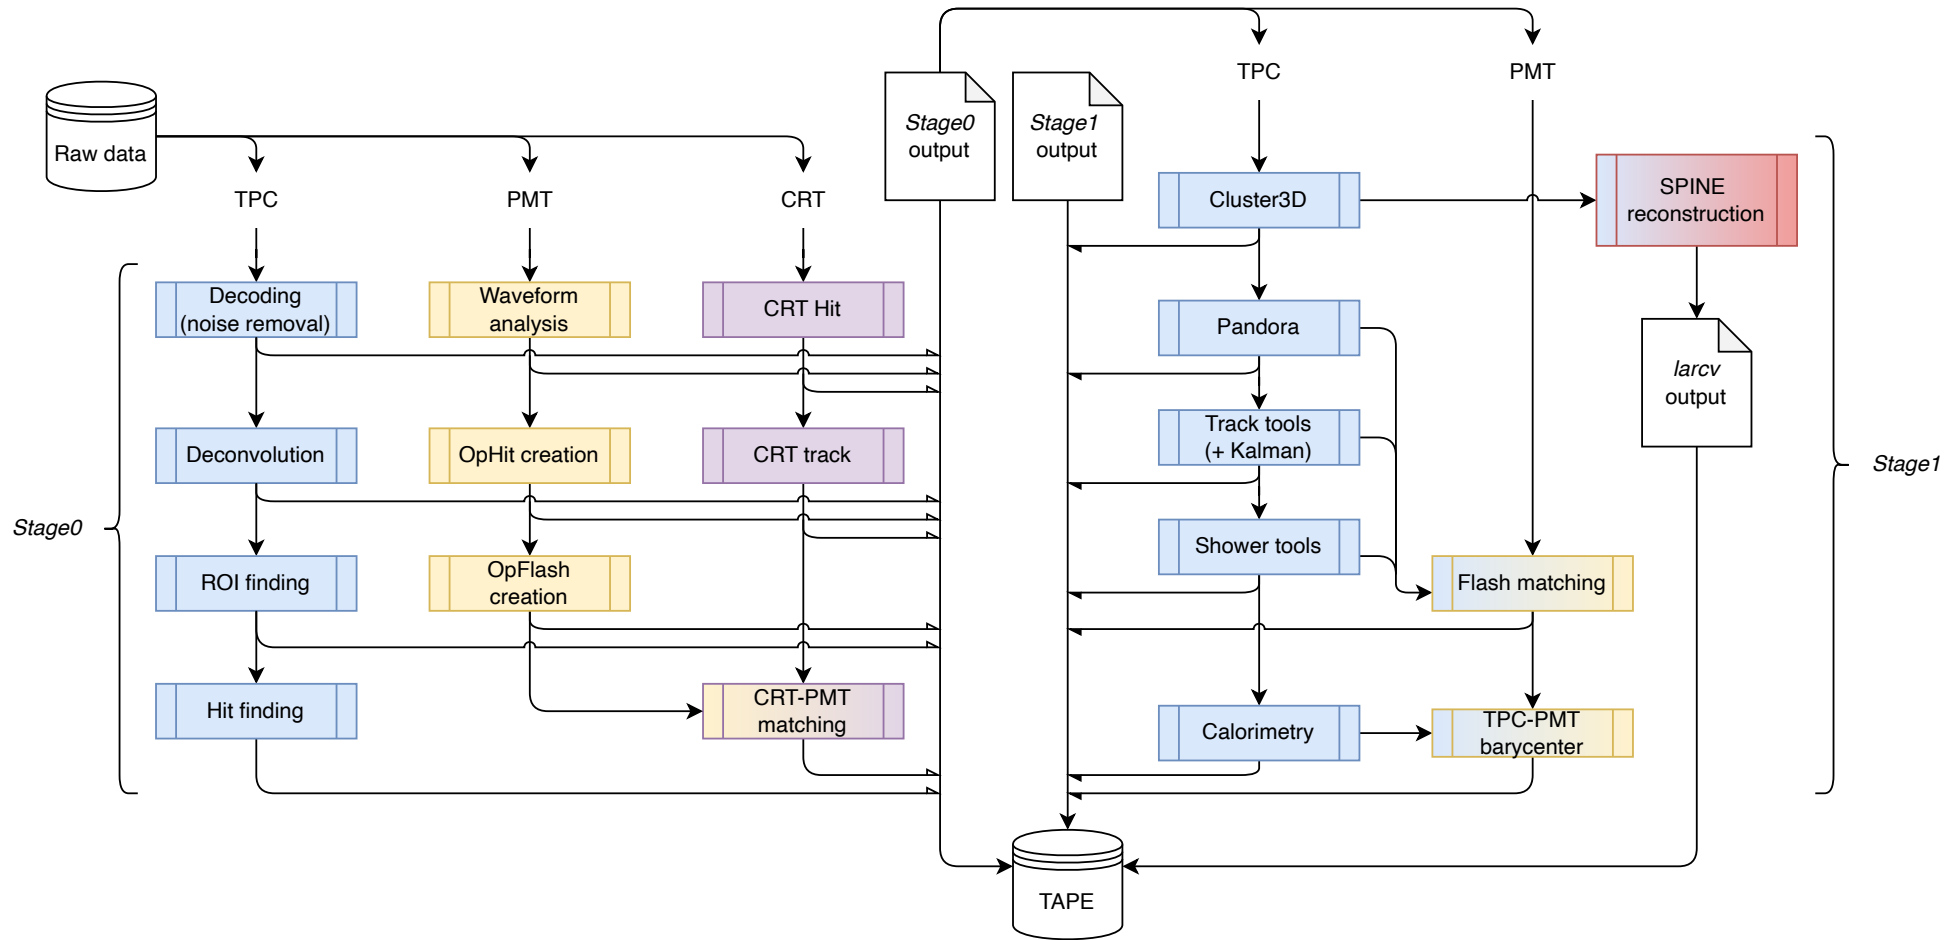 Raw data
TPC
PMT
CRT
Stage0
Decoding
(noise removal)
Waveform
analysis
CRT Hit
Deconvolution
OpHit creation
CRT track
ROI finding
OpFlash
creation
Hit finding
CRT-PMT
matching
Stage0
output
Stage1
output
TPC
PMT
Cluster3D
SPINE
reconstruction
Pandora
larcv
output
Track tools
(+ Kalman)
Shower tools
Flash matching
Calorimetry
TPC-PMT
barycenter
Stage1
TAPE